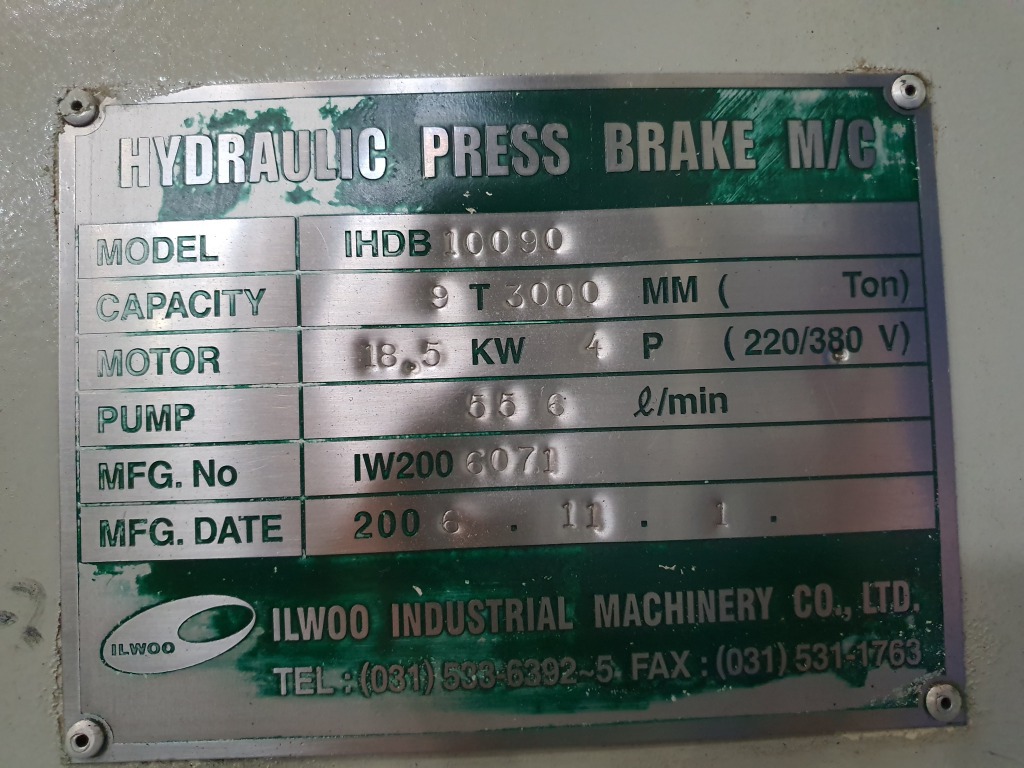 HYDRAULIC PRESS BRAKE M/C
MODEL IHDB 10090
CAPACITY 9 T 3000 MM ( Ton)
MOTOR 18.5 KW 4 P (220/380 V)
PUMP 55 6 ℓ/min
MFG. No IW200 6071
MFG. DATE 200 6 . 11 . 1 .
ILWOO ILWOO INDUSTRIAL MACHINERY CO., LTD.
TEL : (031) 533-6392~5 FAX : (031) 531-1763